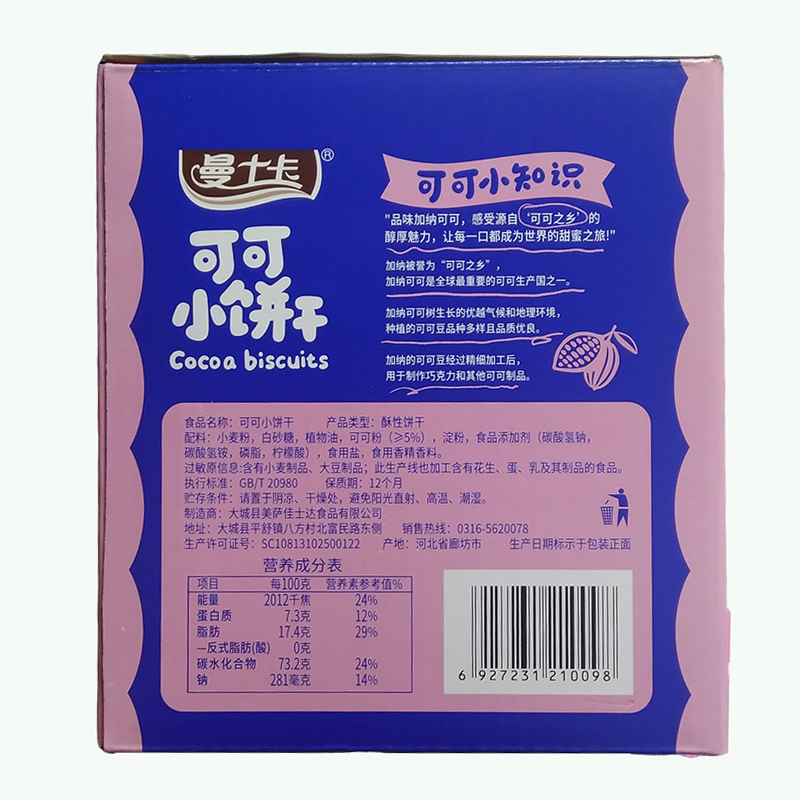 曼士卡®
可可
小饼干
Cocoa biscuits
可可小知识
"品味加纳可可，感受源自‘可可之乡’的
醇厚魅力，让每一口都成为世界的甜蜜之旅!"
加纳被誉为“可可之乡”，
加纳可可是全球最重要的可可生产国之一。
加纳可可树生长的优越气候和地理环境，
种植的可可豆品种多样且品质优良。
加纳的可可豆经过精细加工后，
用于制作巧克力和其他可可制品。
食品名称：可可小饼干 产品类型：酥性饼干
配料：小麦粉，白砂糖，植物油，可可粉（≥5%），淀粉，食品添加剂（碳酸氢钠，
碳酸氢铵，磷脂，柠檬酸），食用盐，食用香精香料。
过敏原信息:含有小麦制品、大豆制品；此生产线也加工含有花生、蛋、乳及其制品的食品。
执行标准：GB/T 20980 保质期：12个月
贮存条件：请置于阴凉、干燥处，避免阳光直射、高温、潮湿。
制造商：大城县美萨佳士达食品有限公司
地址：大城县平舒镇八方村北富民路东侧 销售热线：0316-5620078
生产许可证号：SC10813102500122 产地：河北省廊坊市 生产日期标示于包装正面
营养成分表
项目 每100克 营养素参考值%
能量 2012千焦 24%
蛋白质 7.3克 12%
脂肪 17.4克 29%
—反式脂肪(酸) 0克
碳水化合物 73.2克 24%
钠 281毫克 14%
6 927231 210098